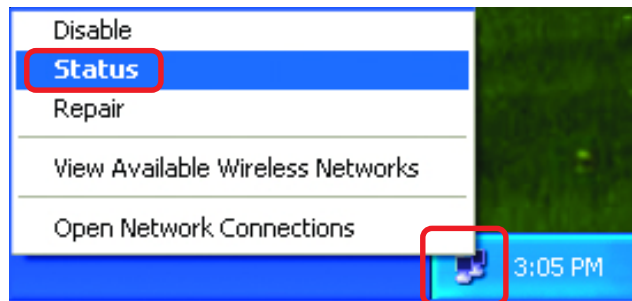 Disable
Status
Repair
View Available Wireless Networks
Open Network Connections
3:05 PM